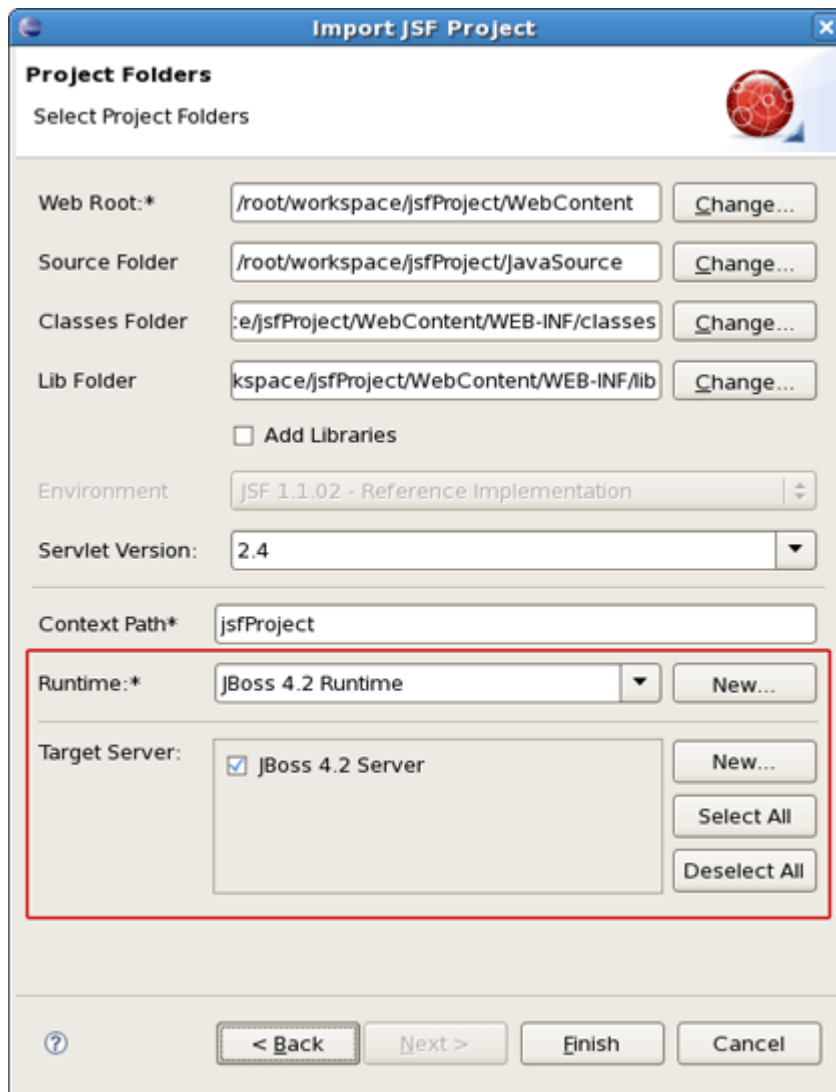 Import JSF Project
Project Folders
Select Project Folders
Web Root:* /root/workspace/jsfProject/WebContent Change...
Source Folder /root/workspace/jsfProject/JavaSource Change...
Classes Folder :e/jsfProject/WebContent/WEB-INF/classes Change...
Lib Folder kspace/jsfProject/WebContent/WEB-INF/lib Change...
Add Libraries
Environment JSF 1.1.02 - Reference Implementation
Servlet Version: 2.4
Context Path* jsfProject
Runtime:* JBoss 4.2 Runtime New...
Target Server: JBoss 4.2 Server New...
Select All
Deselect All
? < Back Next > Finish Cancel